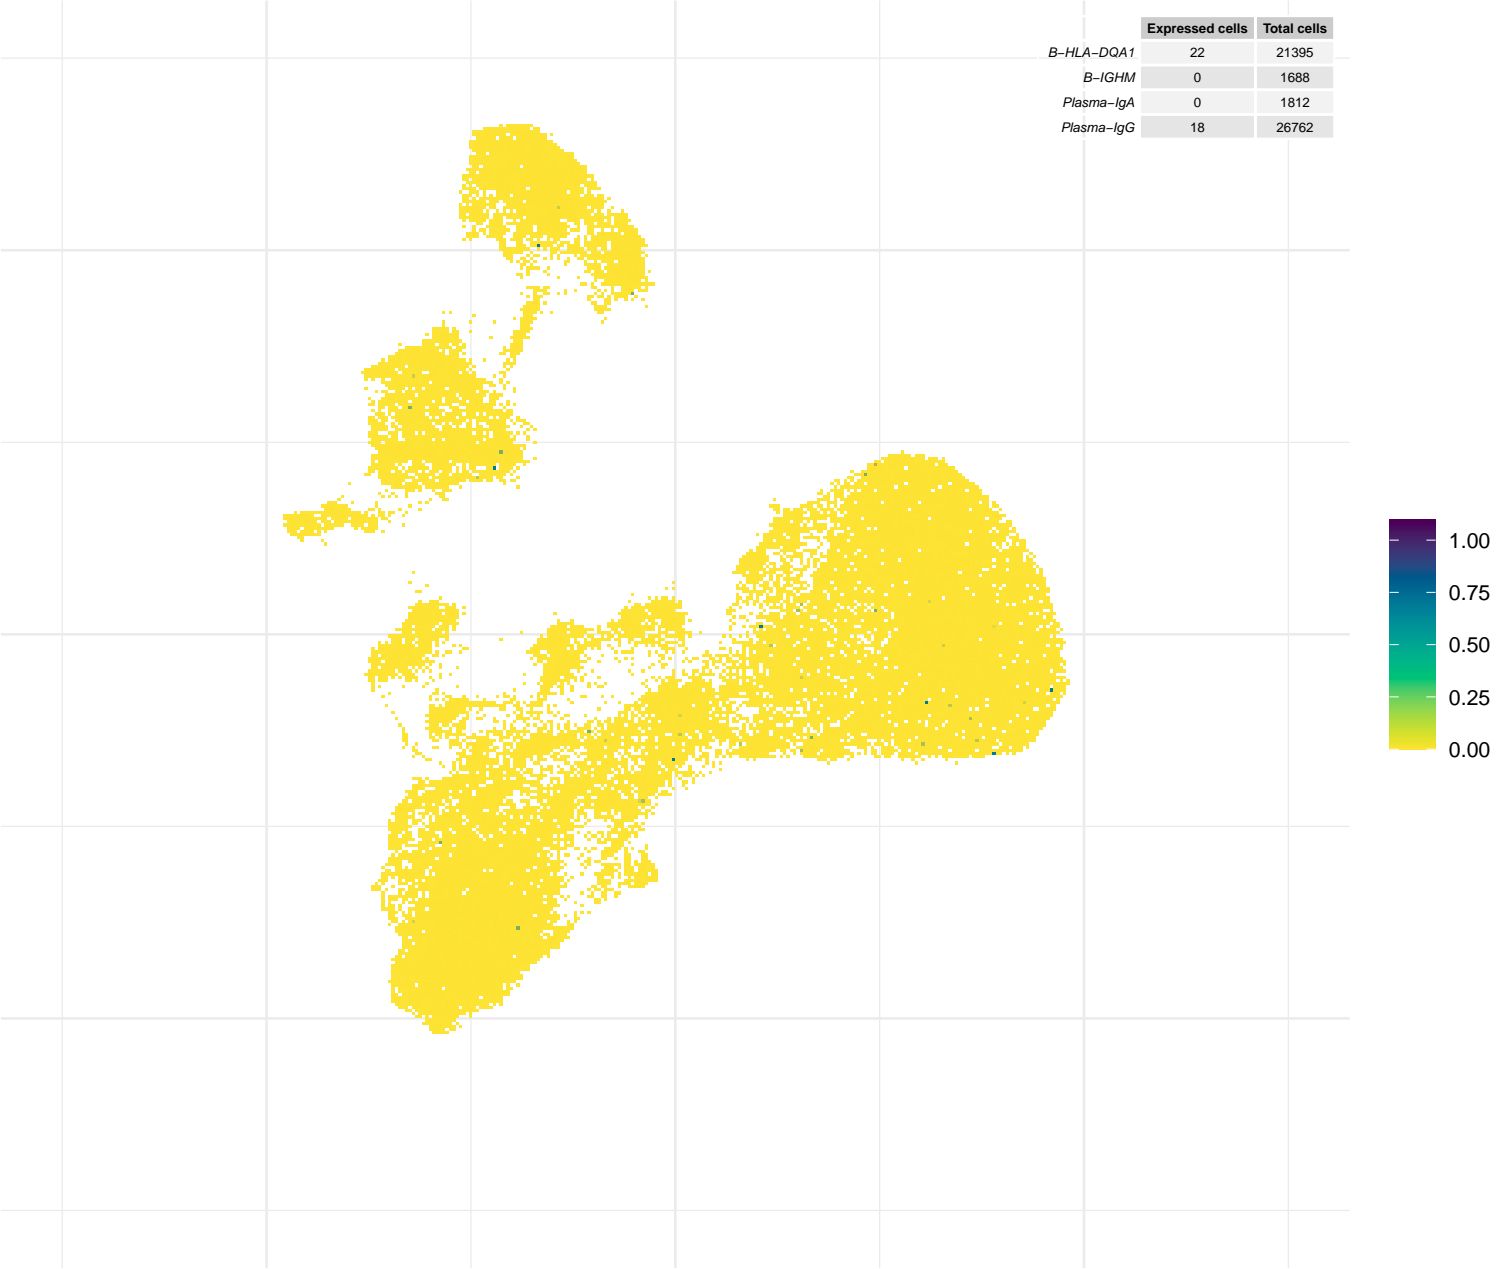 Expressed cells Total cells
B−HLA−DQA1 22 21395
B−IGHM 0 1688
Plasma−IgA 0 1812
Plasma−IgG 18 26762
1.00
0.75
0.50
0.25
0.00